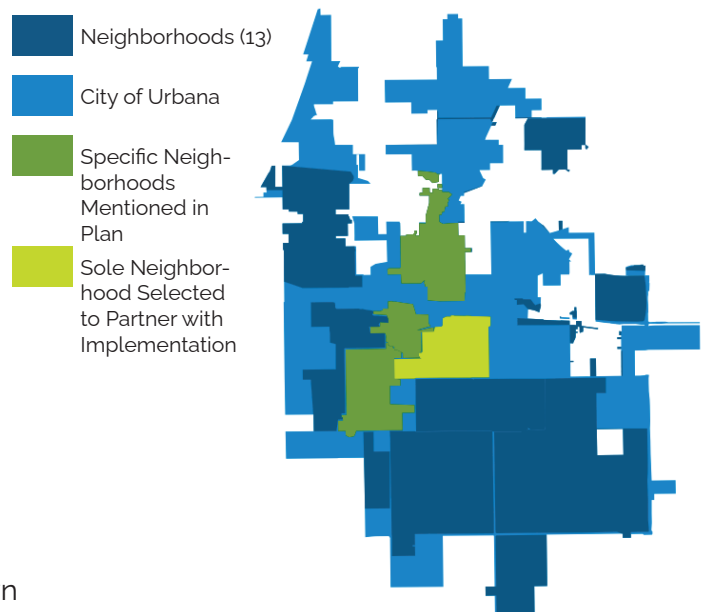 Neighborhoods (13)
City of Urbana
Specific Neigh-
borhoods
Mentioned in
Plan
Sole Neighbor-
hood Selected
to Partner with
Implementation
n